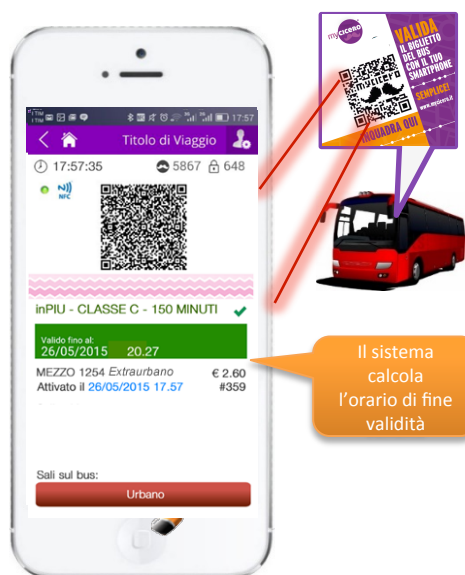 mycicero
VALIDA
IL BIGLIETTO
DEL BUS
CON IL TUO
SMARTPHONE
mycicero
SEMPLICE!
www.mycicero.it
INQUADRA QUI
17:57
Titolo di Viaggio
17:57:35
5867
648
NFC
inPIU - CLASSE C - 150 MINUTI
Valido fino al:
26/05/2015 20.27
MEZZO 1254 Extraurbano € 2.60
Attivato il 26/05/2015 17.57 #359
Sali sul bus:
Urbano
Il sistema
calcola
l'orario di fine
validità